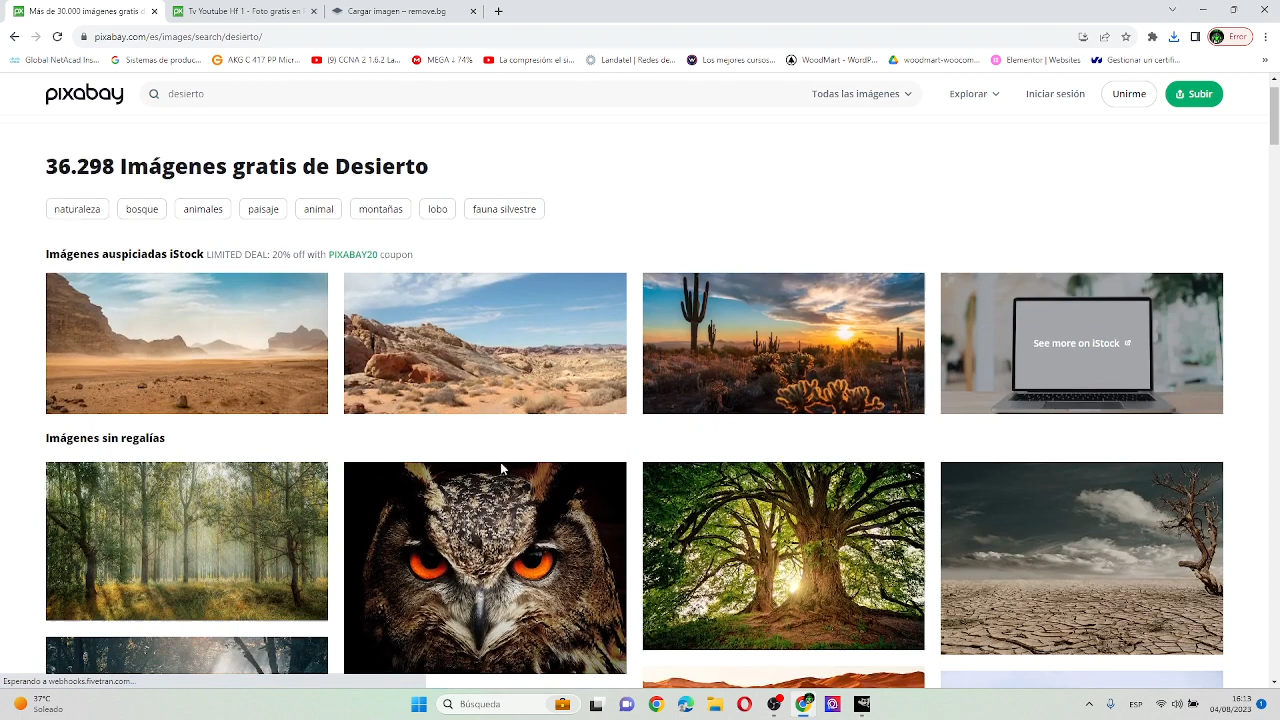 Más de 30.000 imágenes gratis d
Tv Youtube Hf 1 - Foto gratis en
Cargar imagen – remove.bg
pixabay.com/es/images/search/desierto/
Error
Global NetAcad Ins...
Sistemas de produc...
AKG C 417 PP Micr...
(9) CCNA 2 1.6.2 La...
MEGA ↓ 74%
La compresión el si...
Landatel | Redes de...
Los mejores cursos...
WoodMart - WordP...
woodmart-woocom...
Elementor | Websites
Gestionar un certifi...
»
pixabay
desierto
Todas las imágenes
Explorar
Iniciar sesión
Unirme
Subir
36.298 Imágenes gratis de Desierto
naturaleza
bosque
animales
paisaje
animal
montañas
lobo
fauna silvestre
Imágenes auspiciadas iStock LIMITED DEAL: 20% off with PIXABAY20 coupon
See more on iStock
Imágenes sin regalías
Esperando a webhooks.fivetran.com...
37°C
Soleado
Búsqueda
ESP
16:13
04/08/2023